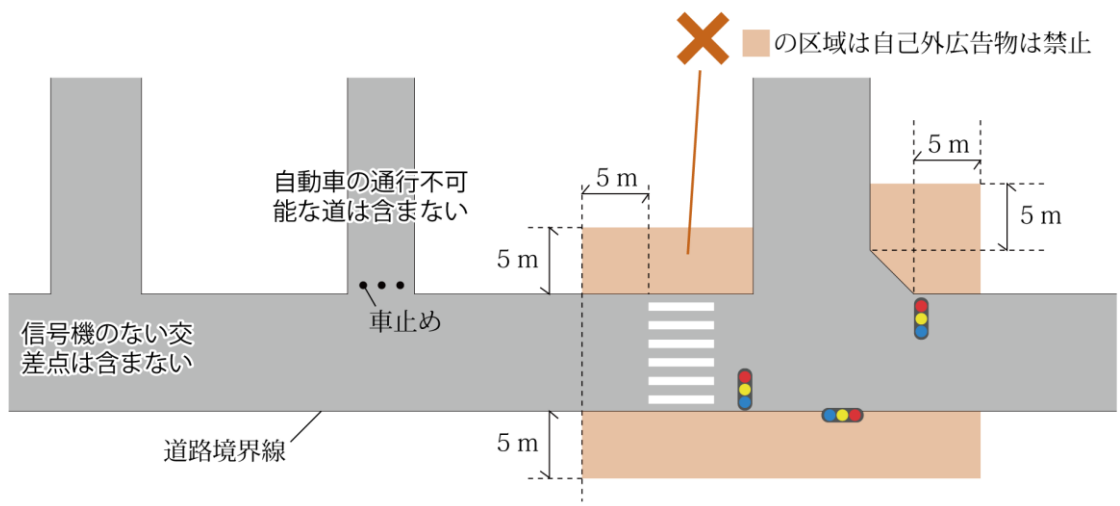 の区域は自己外広告物は禁止
5 m
5 m
自動車の通行不可
能な道は含まない
5 m
5 m
車止め
信号機のない交
差点は含まない
道路境界線
5 m